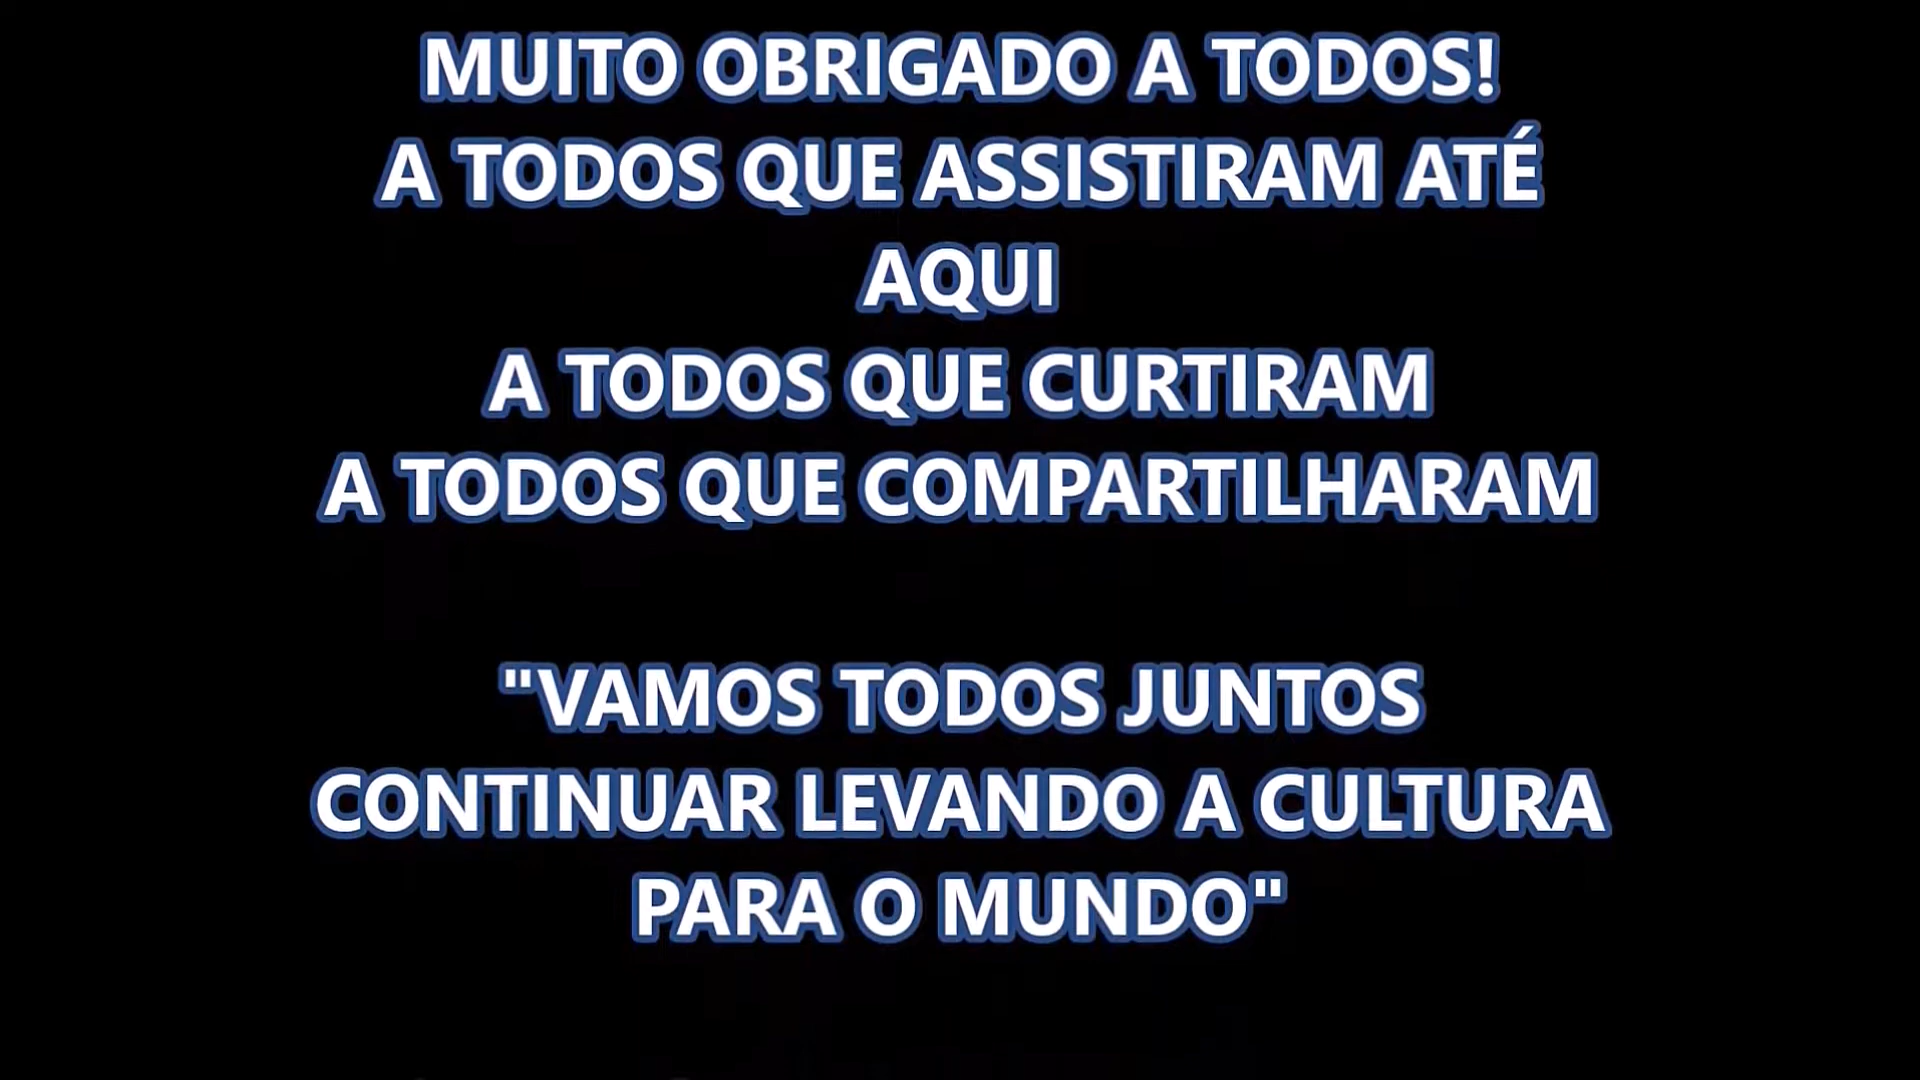 MUITO OBRIGADO A TODOS!
A TODOS QUE ASSISTIRAM ATÉ
AQUI
A TODOS QUE CURTIRAM
A TODOS QUE COMPARTILHARAM
"VAMOS TODOS JUNTOS
CONTINUAR LEVANDO A CULTURA
PARA O MUNDO"